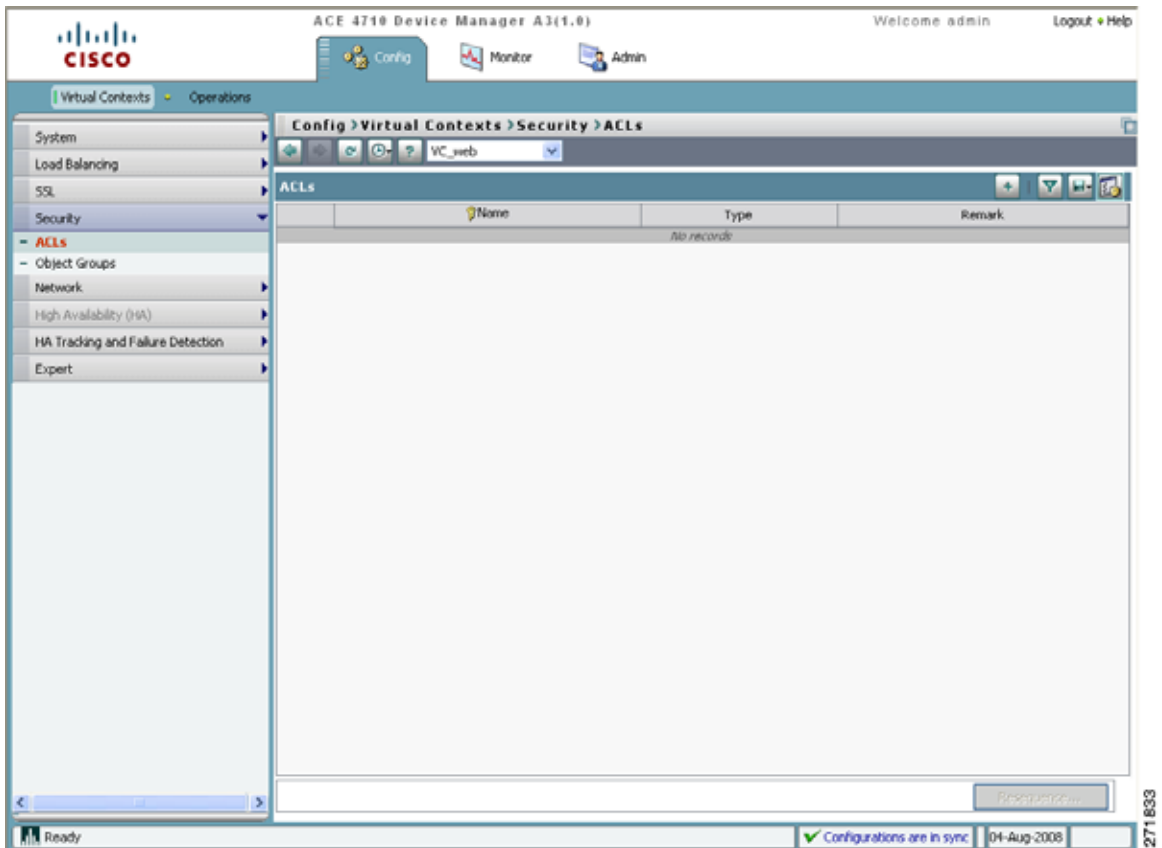 ACE 4710 Device Manager A3(1.0)
Welcome admin
Logout Help
CISCO
Config
Monitor
Admin
Virtual Contexts Operations
Config > Virtual Contexts > Security > ACLs
System
VC_web
Load Balancing
SSL
ACLs
Security
Name Type Remark
No records
- ACLs
- Object Groups
Network
High Availability (HA)
HA Tracking and Failure Detection
Expert
Resequence...
Ready
Configurations are in sync
04-Aug-2008
271833